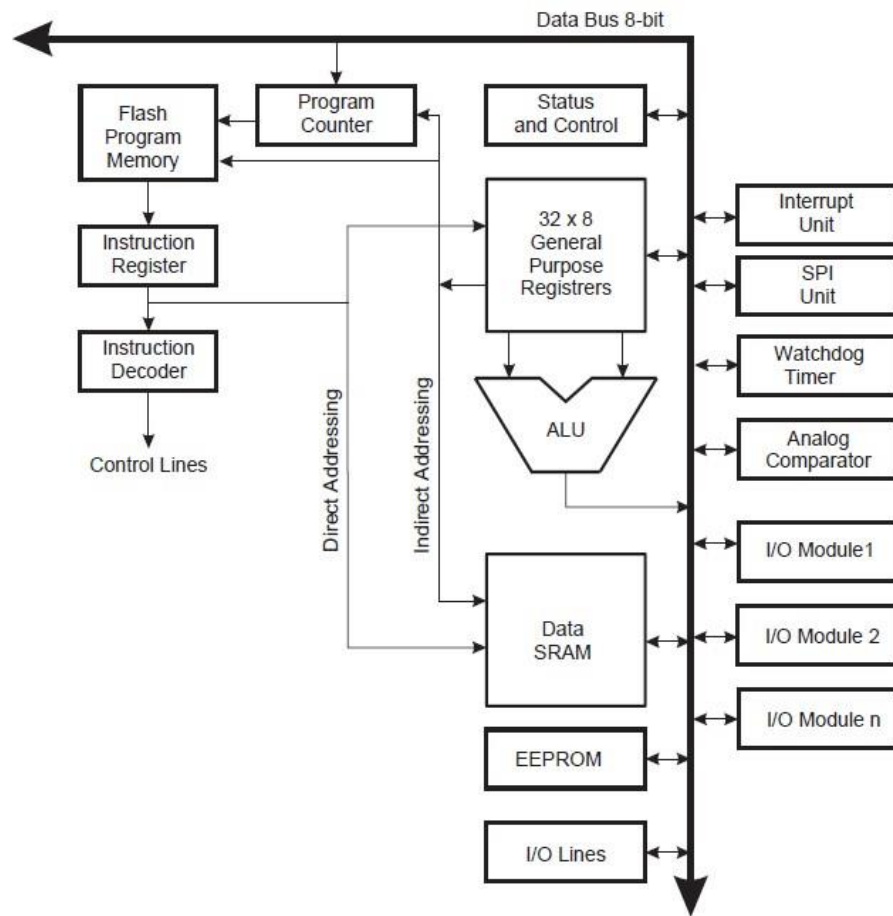 Data Bus 8-bit
Flash
Program
Memory
Program
Counter
Status
and Control
Interrupt
Unit
32 x 8
General
Purpose
Registrers
Instruction
Register
SPI
Unit
Instruction
Decoder
Watchdog
Timer
Control Lines
Direct Addressing
Indirect Addressing
ALU
Analog
Comparator
I/O Module1
Data
SRAM
I/O Module 2
I/O Module n
EEPROM
I/O Lines